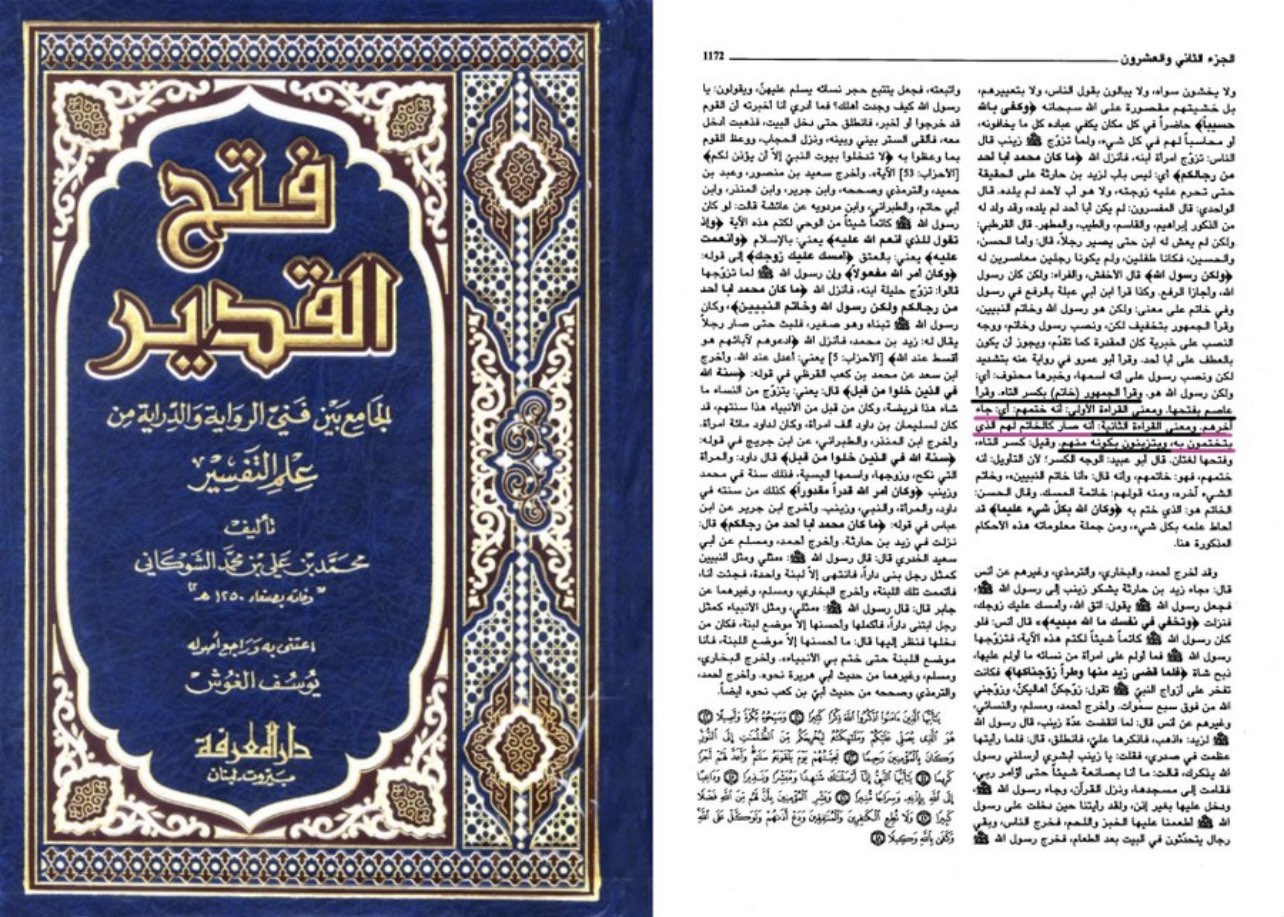 فتح
القدير
الجامع بين فني الرواية والدراية من
علم التفسير
تأليف
محمد بن علي بن محمد الشوكاني
وفاته بصنعاء ١٢٥٠ هـ
اعتنى به وراجع أصوله
يوسف الغوش
دار المعرفة
بيروت. لبنان
الجزء الثاني والعشرون
1172
ولا يخشون سواه، ولا يبالون بقول الناس، ولا بتعييرهم،
بل خشيتهم مقصورة على الله سبحانه ﴿وكفى بالله
حسيباً﴾ حاضراً في كل مكان يكفي عباده كل ما يخافونه،
أو محاسباً لهم في كل شيء، ولما تزوّج ﷺ زينب قال
الناس: تزوّج امرأة ابنه، فأنزل الله ﴿ما كان محمد أبا أحد
من رجالكم﴾ أي: ليس بأب لزيد بن حارثة على الحقيقة
حتى تحرم عليه زوجته، ولا هو أب لأحد لم يلده. قال
الواحدي: قال المفسرون: لم يكن أبا أحد لم يلده، وقد ولد له
من الذكور إبراهيم، والقاسم، والطيب، والمطهر. قال القرطبي:
ولكن لم يعش له ابن حتى يصير رجلاً، قال: وأما الحسن،
والحسين، فكانا طفلين، ولم يكونا رجلين معاصرين له
﴿ولكن رسول الله﴾ قال الأخفش، والفراء: ولكن كان رسول
الله، وأجازا الرفع. وكذا قرأ ابن أبي عبلة بالرفع في رسول
وفي خاتم على معنى: ولكن هو رسول الله وخاتم النبيين،
وقرأ الجمهور بتخفيف لكن، ونصب رسول وخاتم، ووجه
النصب على خبرية كان المقدرة كما تقدّم، ويجوز أن يكون
بالعطف على أبا أحد. وقرأ أبو عمرو في رواية عنه بتشديد
لكن ونصب رسول على أنه اسمها، وخبرها محذوف: أي:
ولكن رسول الله هو. وقرأ الجمهور (خاتم) بكسر التاء. وقرأ
عاصم بفتحها. ومعنى القراءة الأولى: أنه ختمهم: أي: جاء
آخرهم. ومعنى القراءة الثانية: أنه صار كالخاتم لهم الذي
يتختمون به، ويتزينون بكونه منهم. وقيل: كسر التاء،
وفتحها لغتان. قال أبو عبيد: الوجه الكسر؛ لأن التأويل: أنه
ختمهم، فهو: خاتمهم، وأنه قال: «أنا خاتم النبيين»، وخاتم
الشيء آخره، ومنه قولهم: خاتمة المسك. وقال الحسن:
الخاتم هو: الذي ختم به ﴿وكان الله بكلّ شيء عليماً﴾ قد
أحاط علمه بكل شيء، ومن جملة معلوماته هذه الأحكام
المذكورة هنا.
وقد أخرج أحمد، والبخاري، والترمذي، وغيرهم عن أنس
قال: «جاء زيد بن حارثة يشكو زينب إلى رسول الله ﷺ،
فجعل رسول الله ﷺ يقول: اتق الله، وأمسك عليك زوجك،
فنزلت ﴿وتخفي في نفسك ما الله مبديه﴾» قال أنس: فلو
كان رسول الله ﷺ كاتماً شيئاً لكتم هذه الآية، فتزوّجها
رسول الله ﷺ فما أولم على امرأة من نسائه ما أولم عليها،
ذبح شاة ﴿فلما قضى زيد منها وطراً زوّجناكها﴾ فكانت
تفخر على أزواج النبيّ ﷺ تقول: زوّجكنّ أهاليكنّ، وزوّجني
الله من فوق سبع سمٰوات. وأخرج أحمد، ومسلم، والنسائي،
وغيرهم عن أنس قال: لما انقضت عدّة زينب، قال رسول الله
ﷺ لزيد: «اذهب، فاذكرها عليّ، فانطلق، قال: فلما رأيتها
عظمت في صدري، فقلت: يا زينب أبشري أرسلني رسول
الله يذكرك، قالت: ما أنا بصانعة شيئاً حتى أؤامر ربي،
فقامت إلى مسجدها، ونزل القرآن، وجاء رسول الله ﷺ،
ودخل عليها بغير إذن، ولقد رأيتنا حين دخلت على رسول
الله ﷺ أطعمنا عليها الخبز واللحم، فخرج الناس، وبقي
رجال يتحدّثون في البيت بعد الطعام، فخرج رسول الله ﷺ
واتبعته، فجعل يتتبع حجر نسائه يسلم عليهنّ، ويقولون: يا
رسول الله كيف وجدت أهلك؟ فما أدري أنا أخبرته أن القوم
قد خرجوا أو أخبر، فانطلق حتى دخل البيت، فذهبت أدخل
معه، فألقى الستر بيني وبينه، ونزل الحجاب، ووعظ القوم
بما وعظوا به ﴿لا تدخلوا بيوت النبيّ إلاّ أن يؤذن لكم﴾
[الأحزاب: 53] الآية». وأخرج سعيد بن منصور، وعبد بن
حميد، والترمذي وصححه، وابن جرير، وابن المنذر، وابن
أبي حاتم، والطبراني، وابن مردويه عن عائشة قالت: لو كان
رسول الله ﷺ كاتماً شيئاً من الوحي لكتم هذه الآية ﴿وإذ
تقول للذي أنعم الله عليه﴾ يعني: بالإسلام ﴿وأنعمت
عليه﴾ يعني: بالعتق ﴿أمسك عليك زوجك﴾ إلى قوله:
﴿وكان أمر الله مفعولاً﴾ وإن رسول الله ﷺ لما تزوّجها
قالوا: تزوّج حليلة ابنه، فأنزل الله ﴿ما كان محمد أبا أحد
من رجالكم ولكن رسول الله وخاتم النبيين﴾، وكان
رسول الله ﷺ تبناه وهو صغير، فلبث حتى صار رجلاً
يقال له: زيد بن محمد، فأنزل الله ﴿ادعوهم لآبائهم هو
أقسط عند الله﴾ [الأحزاب: 5] يعني: أعدل عند الله. وأخرج
ابن سعد عن محمد بن كعب القرظي في قوله: ﴿سنة الله
في الذين خلوا من قبل﴾ قال: يعني: يتزوّج من النساء ما
شاء هذا فريضة، وكان من قبل من الأنبياء هذا سنتهم، قد
كان لسليمان بن داود ألف امرأة، وكان لداود مائة امرأة.
وأخرج ابن المنذر، والطبراني، عن ابن جريج في قوله:
﴿سنة الله في الذين خلوا من قبل﴾ قال: داود، والمرأة
التي نكح، وزوجها، واسمها اليسية، فذلك سنة في محمد
وزينب ﴿وكان أمر الله قدراً مقدوراً﴾ كذلك من سنته في
داود، والمرأة، والنبي، وزينب. وأخرج ابن جرير عن ابن
عباس في قوله: ﴿ما كان محمد أبا أحد من رجالكم﴾ قال:
نزلت في زيد بن حارثة. وأخرج أحمد، ومسلم عن أبي
سعيد الخدري قال: قال رسول الله ﷺ: «مثلي ومثل النبيين
كمثل رجل بنى داراً، فأتمها إلاّ لبنة واحدة، فجئت أنا،
فأتممت تلك اللبنة، وأخرج البخاري، ومسلم، وغيرهما عن
جابر قال: قال رسول الله ﷺ: «مثلي، ومثل الأنبياء كمثل
رجل ابتنى داراً، فأكملها وأحسنها إلاّ موضع لبنة، فكان من
دخلها فنظر إليها قال: ما أحسنها إلاّ موضع اللبنة، فأنا
موضع اللبنة حتى ختم بي الأنبياء». وأخرج البخاري،
ومسلم، وغيرهما من حديث أبي هريرة نحوه. وأخرج أحمد،
والترمذي وصححه من حديث أبيّ بن كعب نحوه أيضاً.
يَٰٓأَيُّهَا ٱلَّذِينَ ءَامَنُوا۟ ٱذْكُرُوا۟ ٱللَّهَ ذِكْرًا كَثِيرًا ﴿٤١﴾ وَسَبِّحُوهُ بُكْرَةً وَأَصِيلًا ﴿٤٢﴾
هُوَ ٱلَّذِى يُصَلِّى عَلَيْكُمْ وَمَلَٰٓئِكَتُهُۥ لِيُخْرِجَكُم مِّنَ ٱلظُّلُمَٰتِ إِلَى ٱلنُّورِ
وَكَانَ بِٱلْمُؤْمِنِينَ رَحِيمًا ﴿٤٣﴾ تَحِيَّتُهُمْ يَوْمَ يَلْقَوْنَهُۥ سَلَٰمٌ وَأَعَدَّ لَهُمْ أَجْرًا
كَرِيمًا ﴿٤٤﴾ يَٰٓأَيُّهَا ٱلنَّبِىُّ إِنَّآ أَرْسَلْنَٰكَ شَٰهِدًا وَمُبَشِّرًا وَنَذِيرًا ﴿٤٥﴾ وَدَاعِيًا
إِلَى ٱللَّهِ بِإِذْنِهِۦ وَسِرَاجًا مُّنِيرًا ﴿٤٦﴾ وَبَشِّرِ ٱلْمُؤْمِنِينَ بِأَنَّ لَهُم مِّنَ ٱللَّهِ فَضْلًا
كَبِيرًا ﴿٤٧﴾ وَلَا تُطِعِ ٱلْكَٰفِرِينَ وَٱلْمُنَٰفِقِينَ وَدَعْ أَذَىٰهُمْ وَتَوَكَّلْ عَلَى ٱللَّهِ
وَكَفَىٰ بِٱللَّهِ وَكِيلًا ﴿٤٨﴾